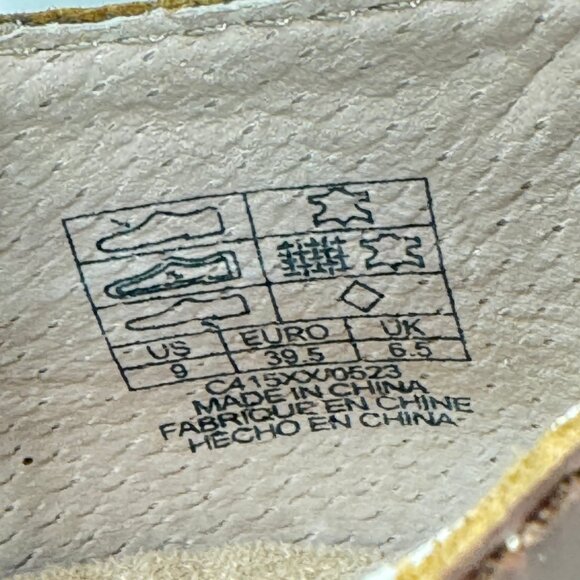 US EURO UK
9 39.5 6.5
C415XX/0523
MADE IN CHINA
FABRIQUE EN CHINE
HECHO EN CHINA